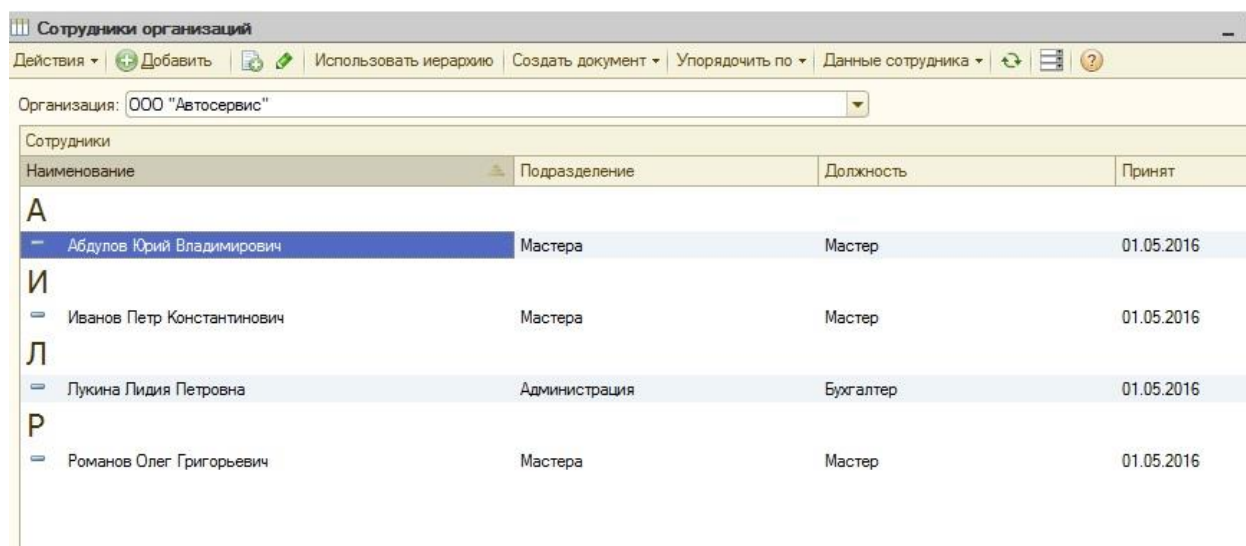 Сотрудники организаций
Действия Добавить Использовать иерархию Создать документ Упорядочить по Данные сотрудника ?
Организация: ООО "Автосервис"
Сотрудники
Наименование Подразделение Должность Принят
А
Абдулов Юрий Владимирович Мастера Мастер 01.05.2016
И
Иванов Петр Константинович Мастера Мастер 01.05.2016
Л
Лукина Лидия Петровна Администрация Бухгалтер 01.05.2016
Р
Романов Олег Григорьевич Мастера Мастер 01.05.2016